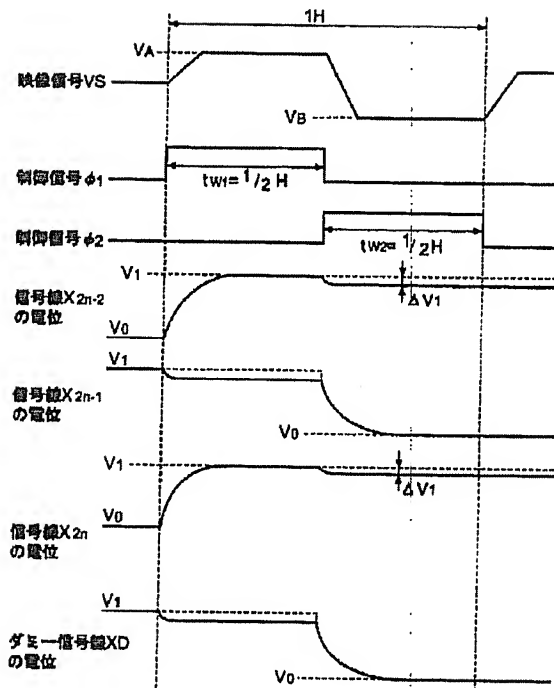 1H
VA
映像信号VS
VB
制御信号φ1
tW1=1/2 H
制御信号φ2
tW2=1/2H
V1
信号線X2n-2
の電位
ΔV1
V0
V1
信号線X2n-1
の電位
V0
V1
ΔV1
V0
信号線X2n
の電位
V1
ダミー信号線XD
の電位
V0